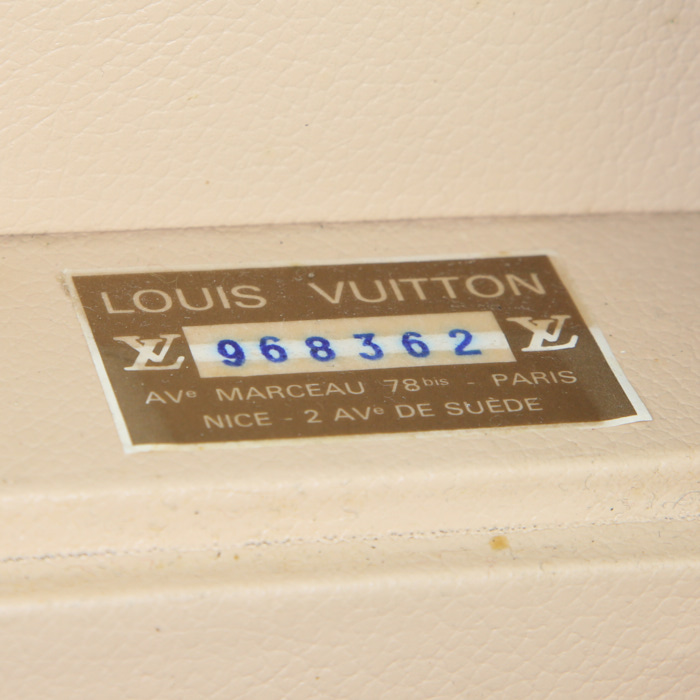 LOUIS VUITTON
LV 968362 LV
AVe MARCEAU 78bis - PARIS
NICE - 2 AVe DE SUÈDE